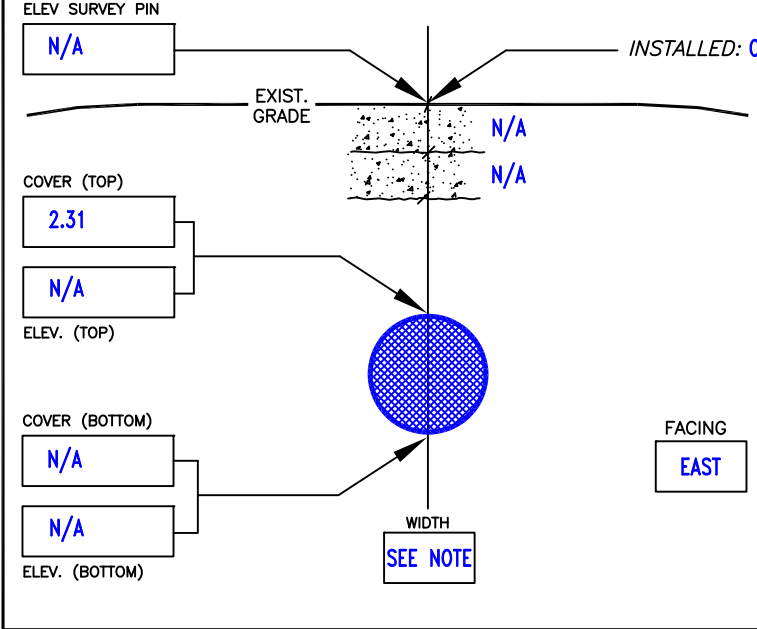 ELEV SURVEY PIN
N/A
INSTALLED:
EXIST.
GRADE
N/A
N/A
COVER (TOP)
2.31
N/A
ELEV. (TOP)
COVER (BOTTOM)
N/A
N/A
ELEV. (BOTTOM)
FACING
EAST
WIDTH
SEE NOTE